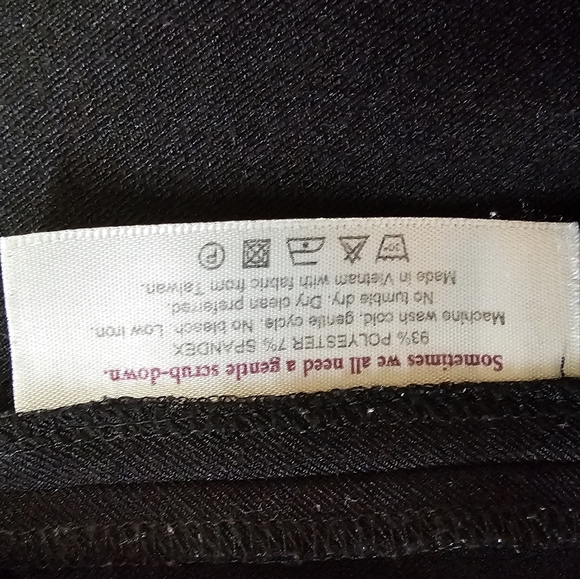 Sometimes we all need a gentle scrub-down.
93% POLYESTER 7% SPANDEX
Machine wash cold, gentle cycle. No bleach. Low iron.
No tumble dry. Dry clean preferred.
Made in Vietnam with fabric from Taiwan.
30° P